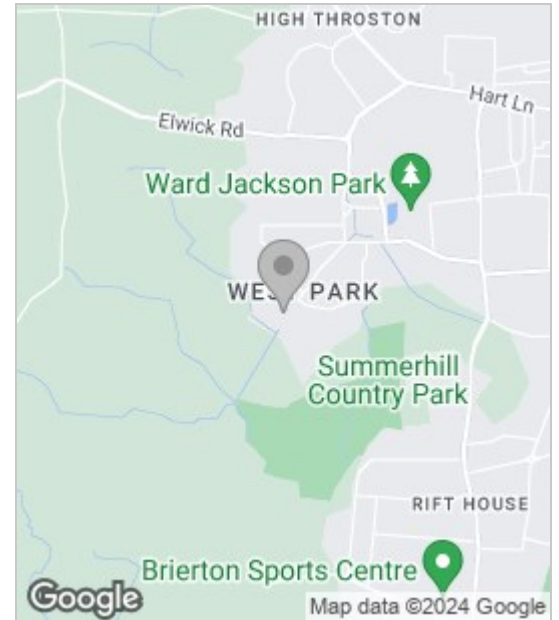 HIGH THROSTON
Hart Ln
Elwick Rd
Ward Jackson Park
WEST PARK
Summerhill
Country Park
RIFT HOUSE
Brierton Sports Centre
Google
Map data ©2024 Google